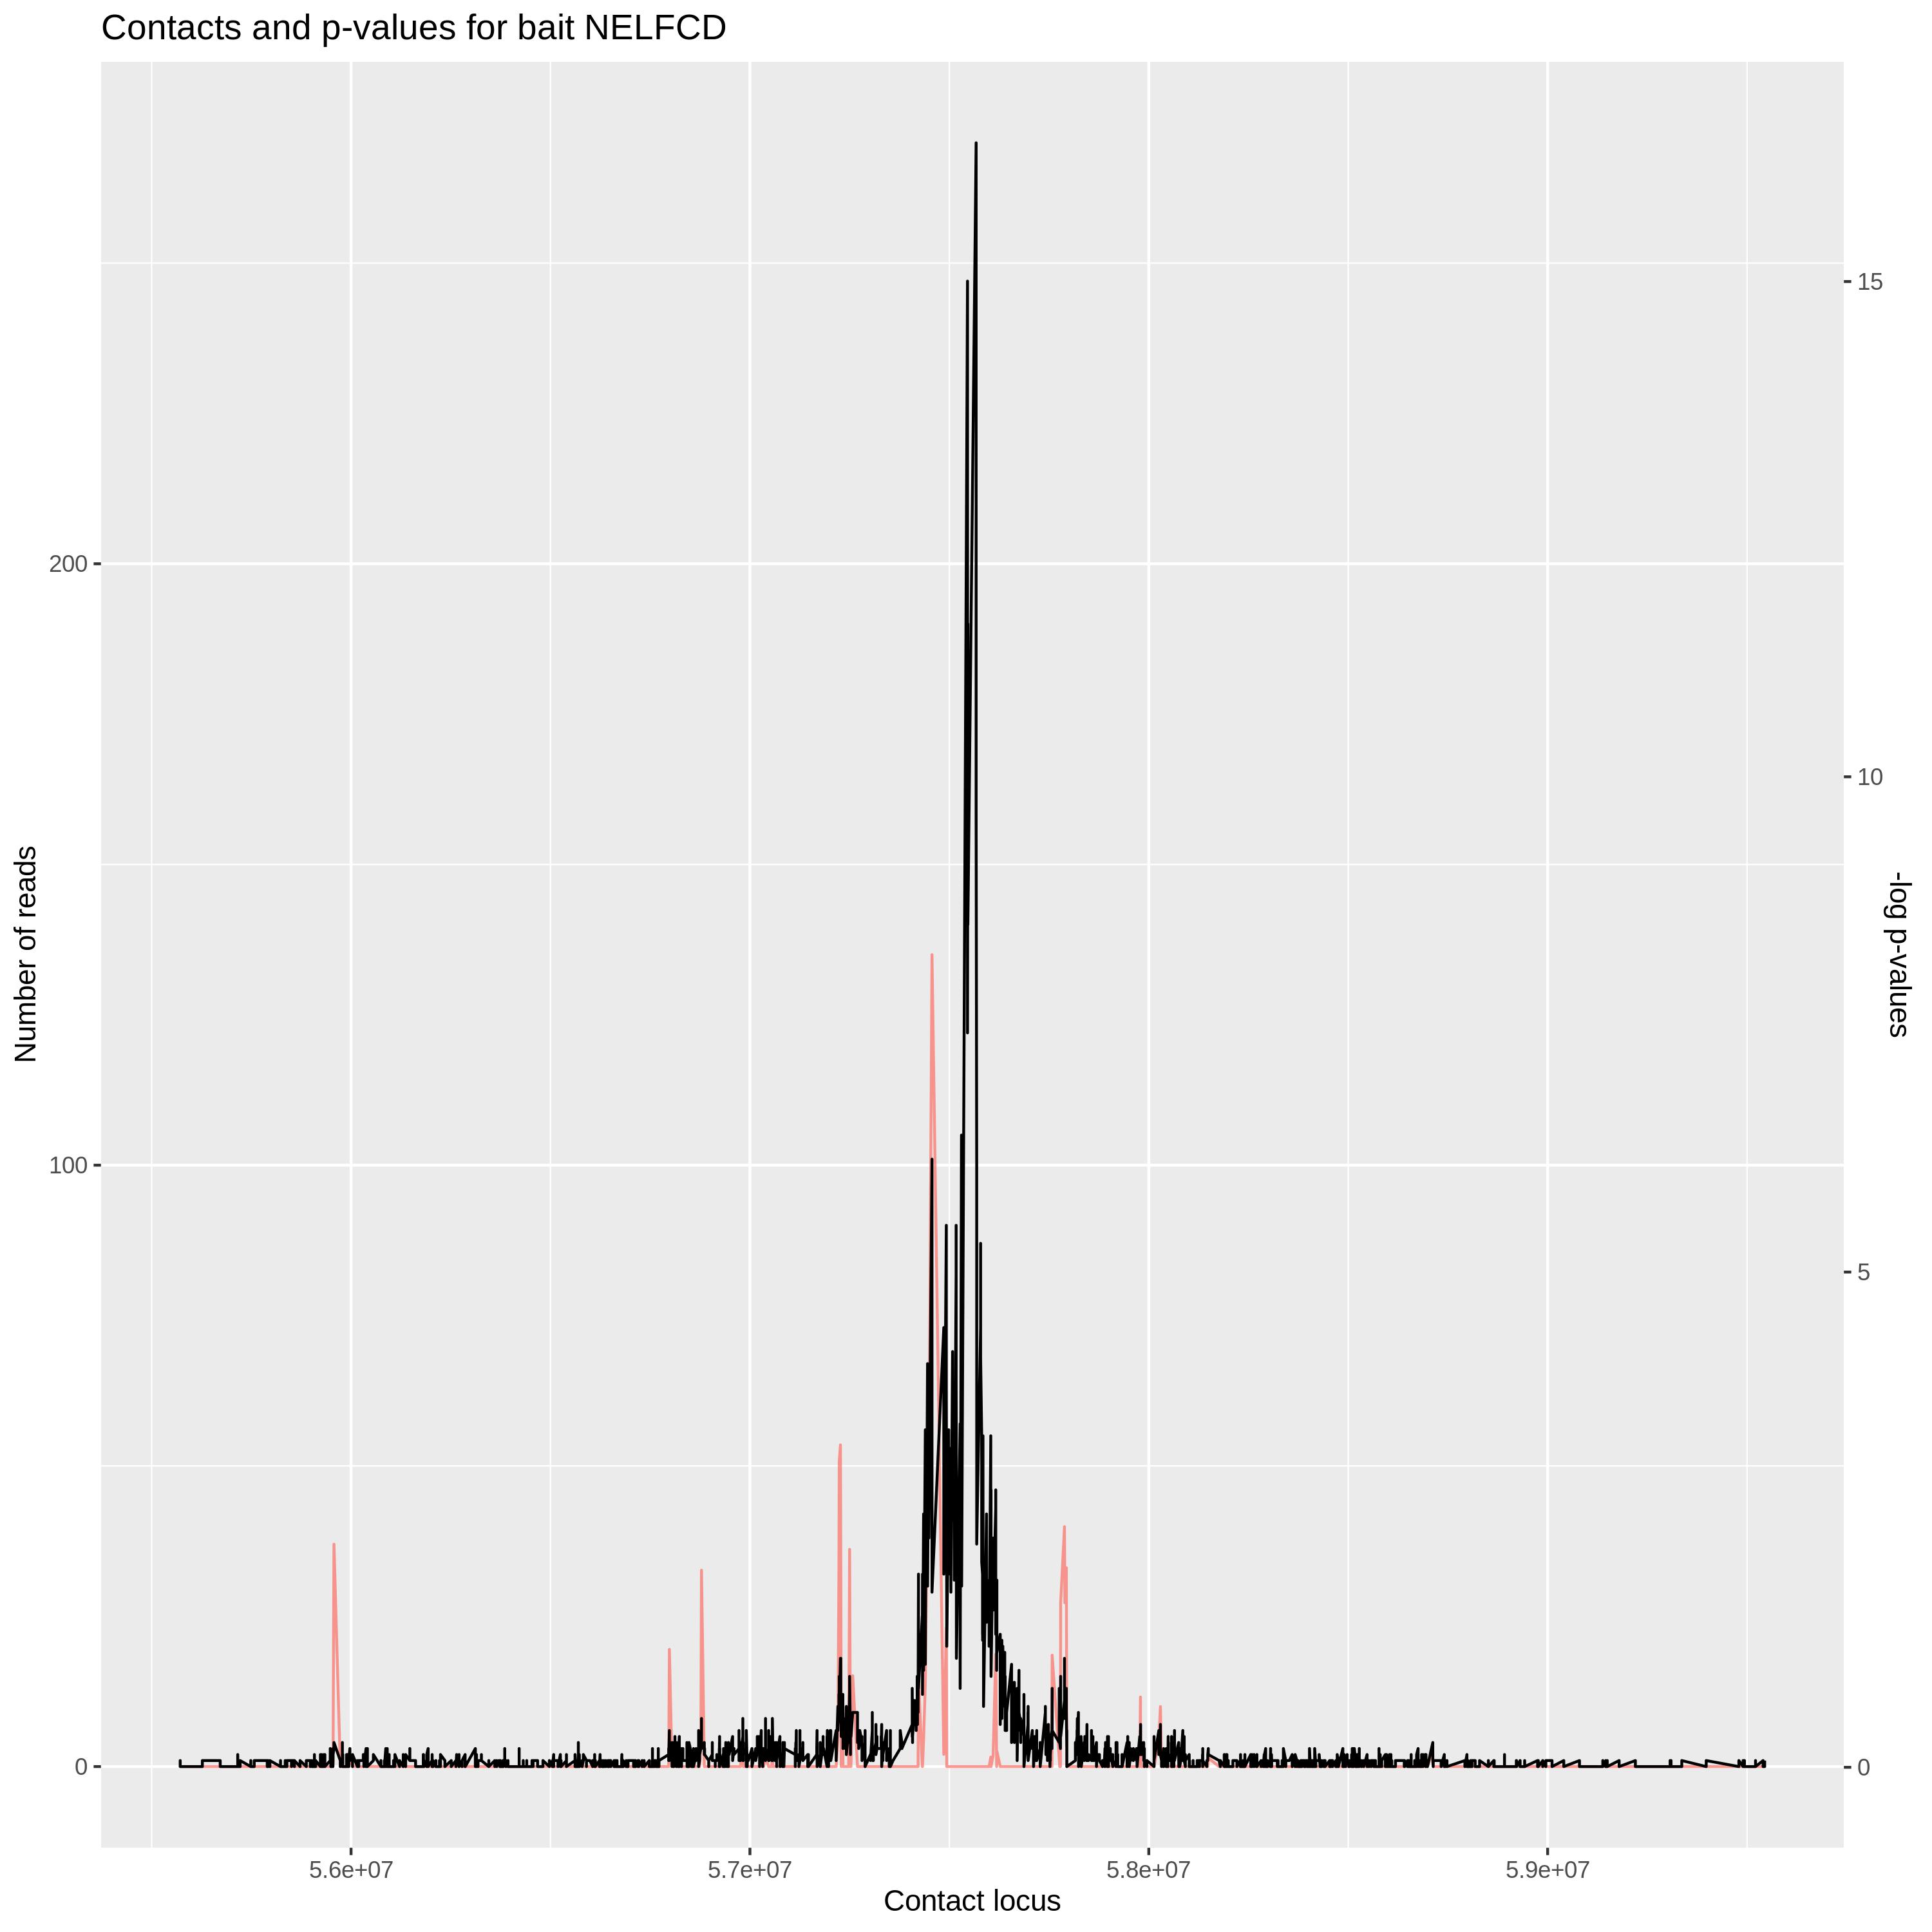 Contacts and p-values for bait NELFCD
Number of reads
200
100
0
15
10
5
0
-log p-values
5.6e+07
5.7e+07
5.8e+07
5.9e+07
Contact locus